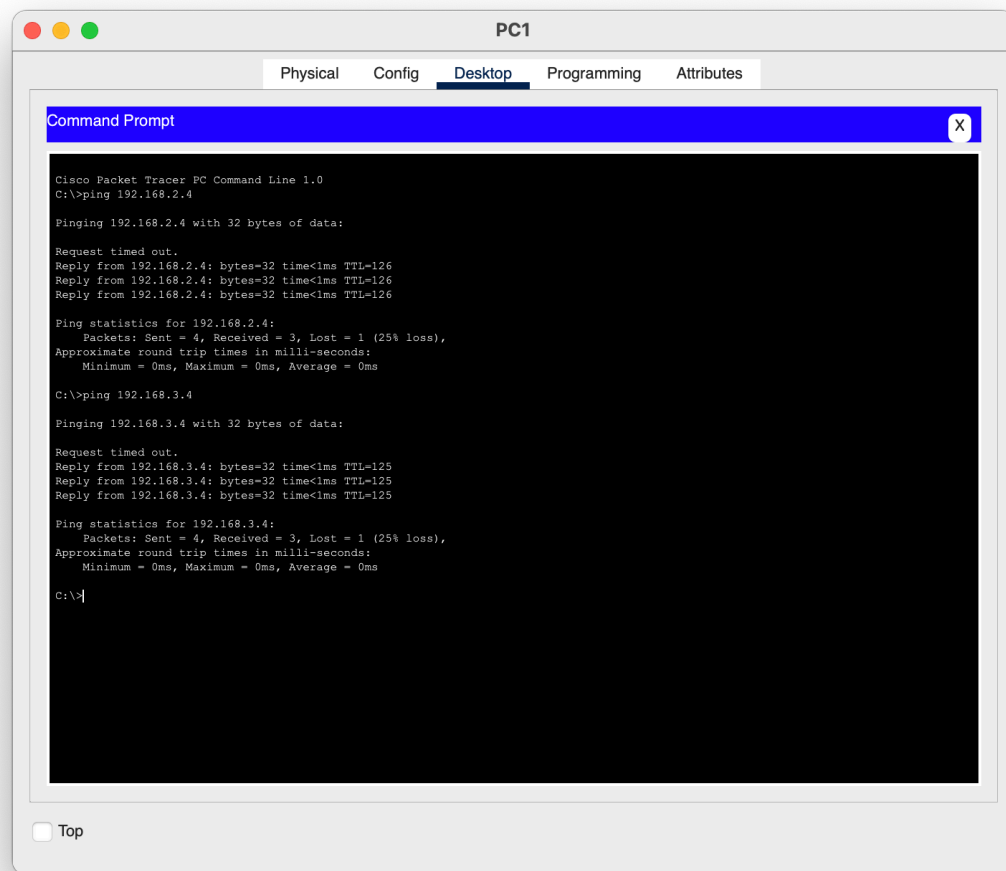 PC1
Physical Config Desktop Programming Attributes
Command Prompt
X
Cisco Packet Tracer PC Command Line 1.0
C:\>ping 192.168.2.4
Pinging 192.168.2.4 with 32 bytes of data:
Request timed out.
Reply from 192.168.2.4: bytes=32 time<1ms TTL=126
Reply from 192.168.2.4: bytes=32 time<1ms TTL=126
Reply from 192.168.2.4: bytes=32 time<1ms TTL=126
Ping statistics for 192.168.2.4:
Packets: Sent = 4, Received = 3, Lost = 1 (25% loss),
Approximate round trip times in milli-seconds:
Minimum = 0ms, Maximum = 0ms, Average = 0ms
C:\>ping 192.168.3.4
Pinging 192.168.3.4 with 32 bytes of data:
Request timed out.
Reply from 192.168.3.4: bytes=32 time<1ms TTL=125
Reply from 192.168.3.4: bytes=32 time<1ms TTL=125
Reply from 192.168.3.4: bytes=32 time<1ms TTL=125
Ping statistics for 192.168.3.4:
Packets: Sent = 4, Received = 3, Lost = 1 (25% loss),
Approximate round trip times in milli-seconds:
Minimum = 0ms, Maximum = 0ms, Average = 0ms
C:\>
Top